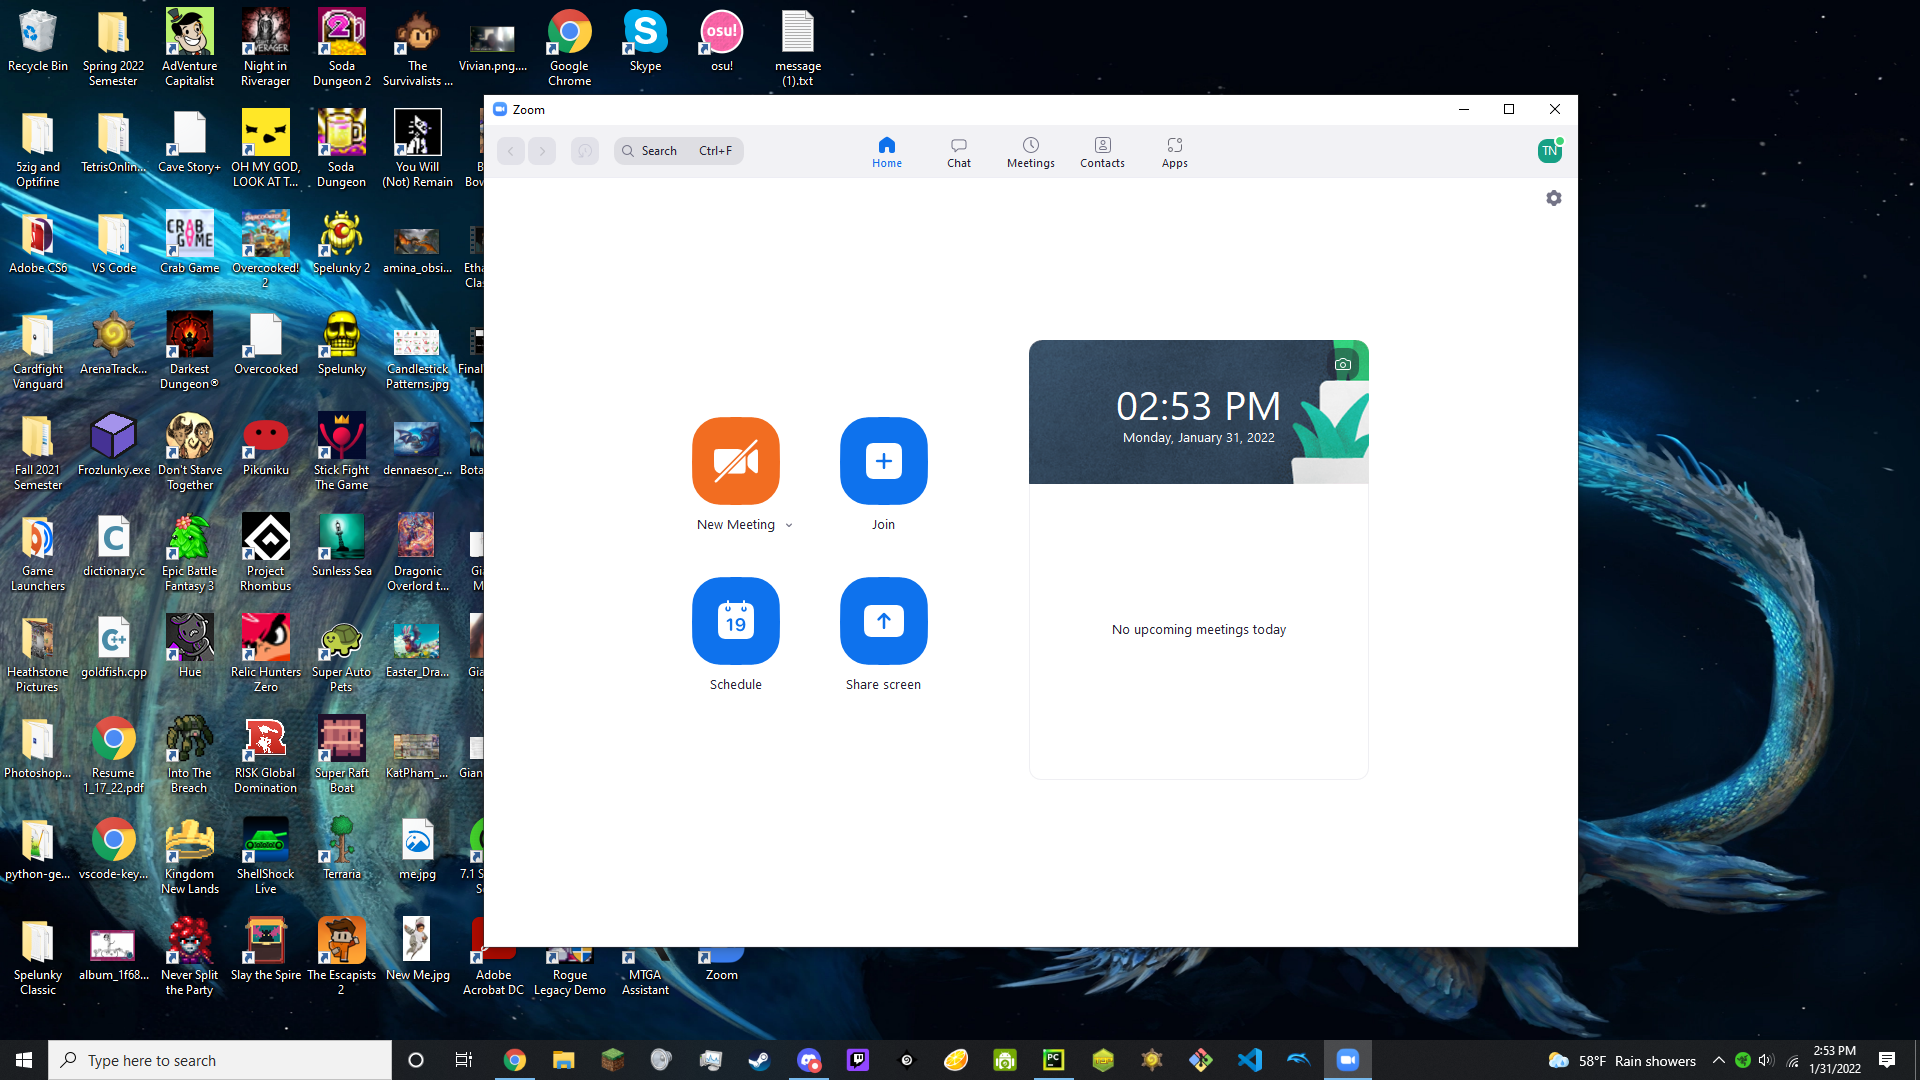 Recycle Bin
Spring 2022
Semester
AdVenture
Capitalist
Night in
Riverager
Soda
Dungeon 2
The
Survivalists ...
Vivian.png....
Google
Chrome
Skype
osu!
osu!
message
(1).txt
5zig and
Optifine
TetrisOnlin...
Cave Story+
OH MY GOD,
LOOK AT T...
Soda
Dungeon
You Will
(Not) Remain
Adobe CS6
VS Code
CRAB
GAME
Crab Game
Overcooked!
2
Spelunky 2
amina_obsi...
Cardfight
Vanguard
ArenaTrack...
Darkest
Dungeon®
Overcooked
Spelunky
Candlestick
Patterns.jpg
Fall 2021
Semester
Frozlunky.exe
Don't Starve
Together
Pikuniku
Stick Fight
The Game
dennaesor_...
Game
Launchers
dictionary.c
Epic Battle
Fantasy 3
Project
Rhombus
Sunless Sea
Dragonic
Overlord t...
Heathstone
Pictures
goldfish.cpp
Hue
Relic Hunters
Zero
Super Auto
Pets
Easter_Dra...
Photoshop...
Resume
1_17_22.pdf
Into The
Breach
RISK Global
Domination
Super Raft
Boat
KatPham_...
python-ge...
vscode-key...
Kingdom
New Lands
ShellShock
Live
Terraria
me.jpg
Spelunky
Classic
album_1f68...
Never Split
the Party
Slay the Spire
The Escapists
2
New Me.jpg
Adobe
Acrobat DC
Rogue
Legacy Demo
MTGA
Assistant
Zoom
Zoom
Search Ctrl+F
Home
Chat
Meetings
Contacts
Apps
TN
02:53 PM
Monday, January 31, 2022
New Meeting
Join
19
Schedule
Share screen
No upcoming meetings today
Type here to search
58°F Rain showers
2:53 PM
1/31/2022